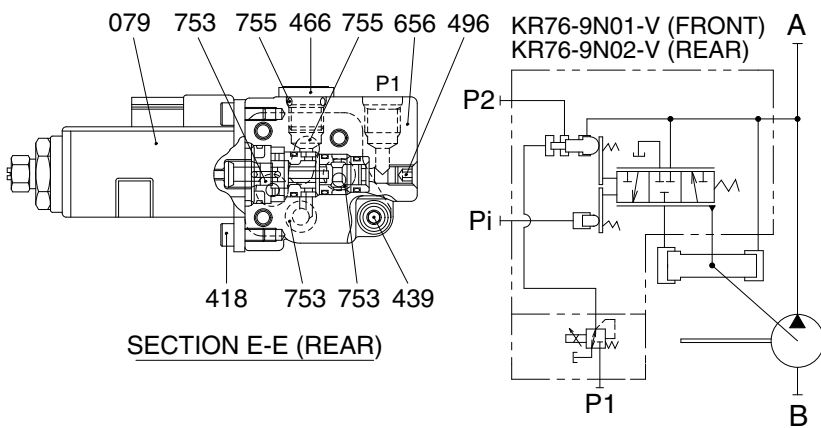 079 753 755 466 755 656 496
P1
418 753 753 439
SECTION E-E (REAR)
KR76-9N01-V (FRONT)
KR76-9N02-V (REAR)
A
P2
Pi
P1
B